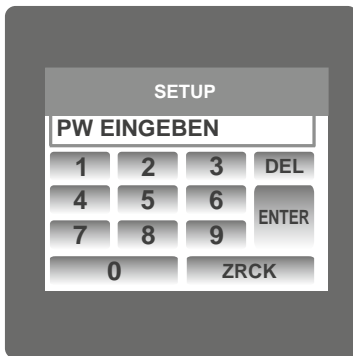 SETUP
PW EINGEBEN
1 2 3 DEL
4 5 6 ENTER
7 8 9
0 ZRCK